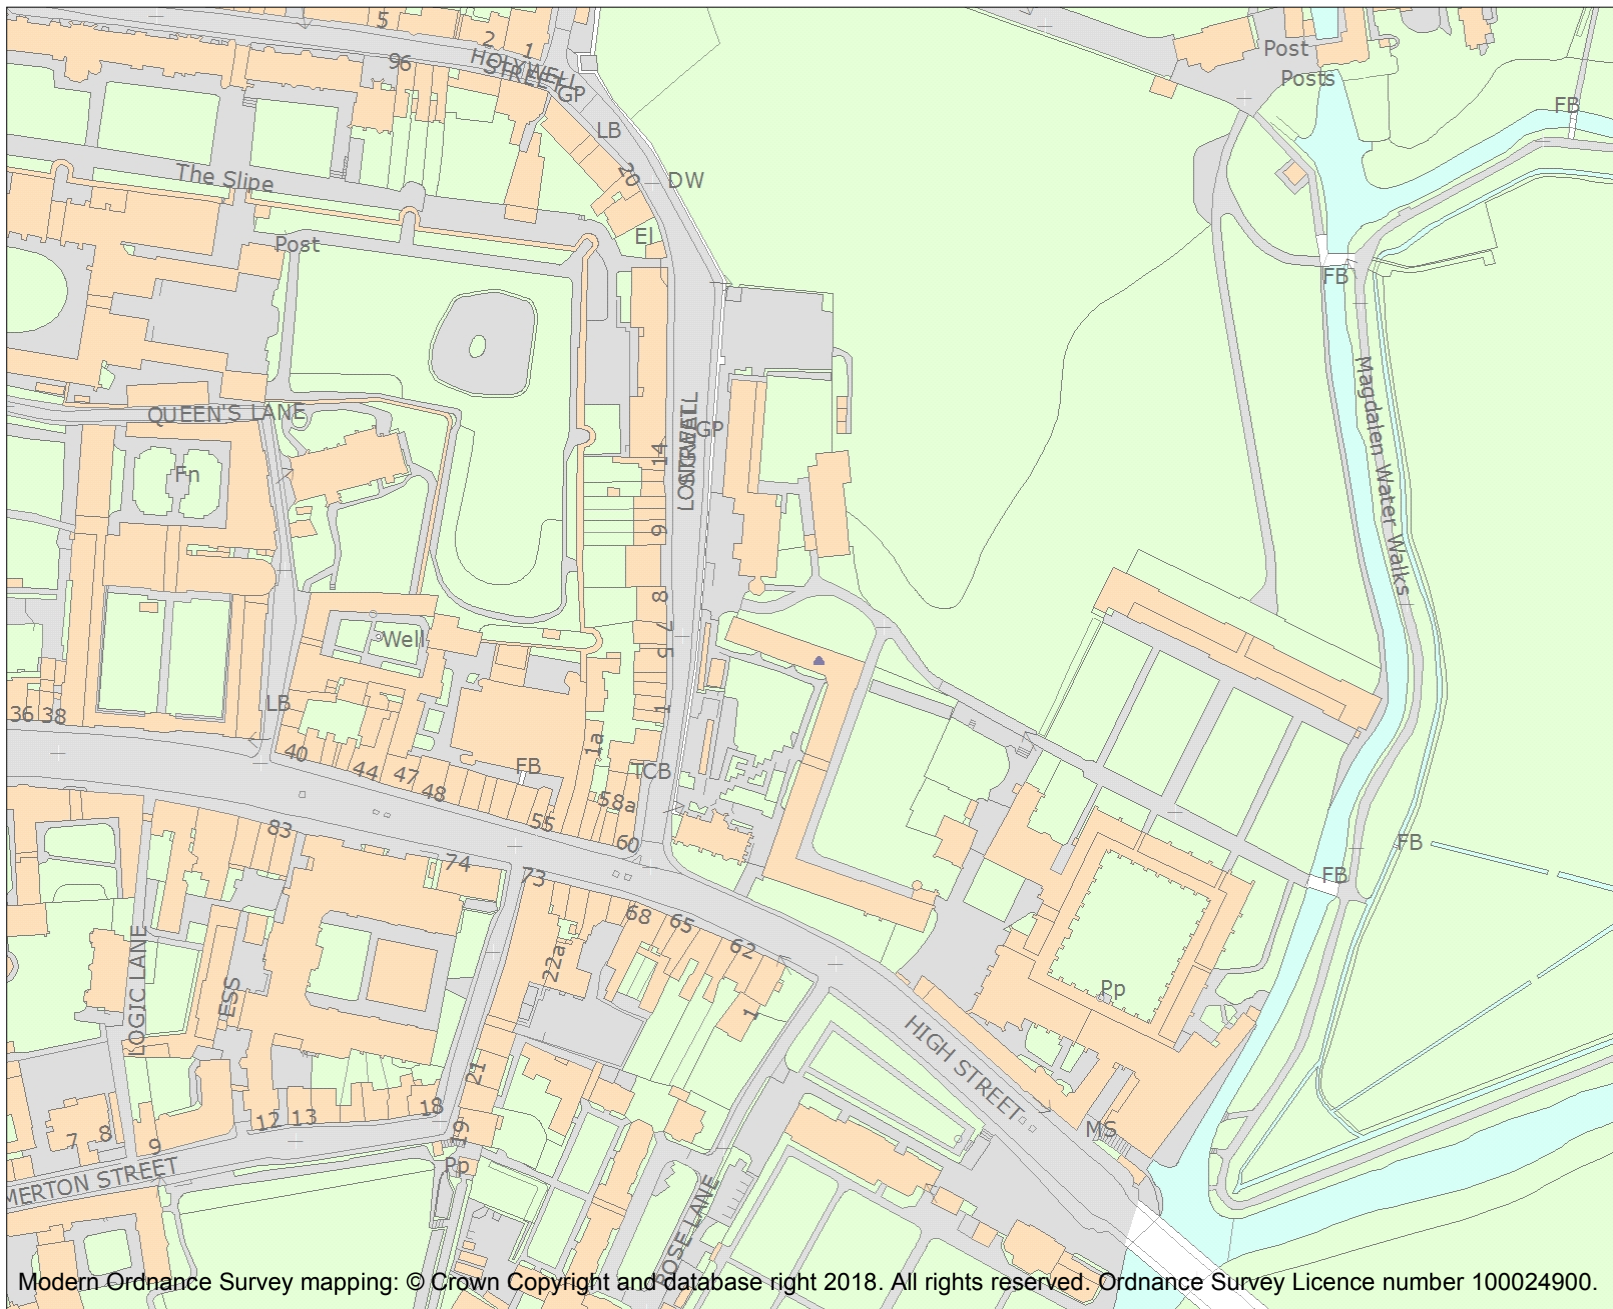 5
2
1
Post
96
HOLYWELL
STREET
Posts
GP
FB
LB
The Slipe
20
DW
El
Post
FB
QUEEN'S LANE
LONGWALL
STREET
GP
Magdalen Water Walks
14
Fn
9
8
Well
7
5
LB
1
36 38
40
1a
44
47
FB
TCB
48
58a
83
55
60
FB
74
73
FB
68
65
62
22a
LOGIC LANE
ESS
Pp
1
HIGH STREET
21
18
12 13
MS
7
8
9
19
Pp
MERTON STREET
ROSE LANE
Modern Ordnance Survey mapping: © Crown Copyright and database right 2018. All rights reserved. Ordnance Survey Licence number 100024900.